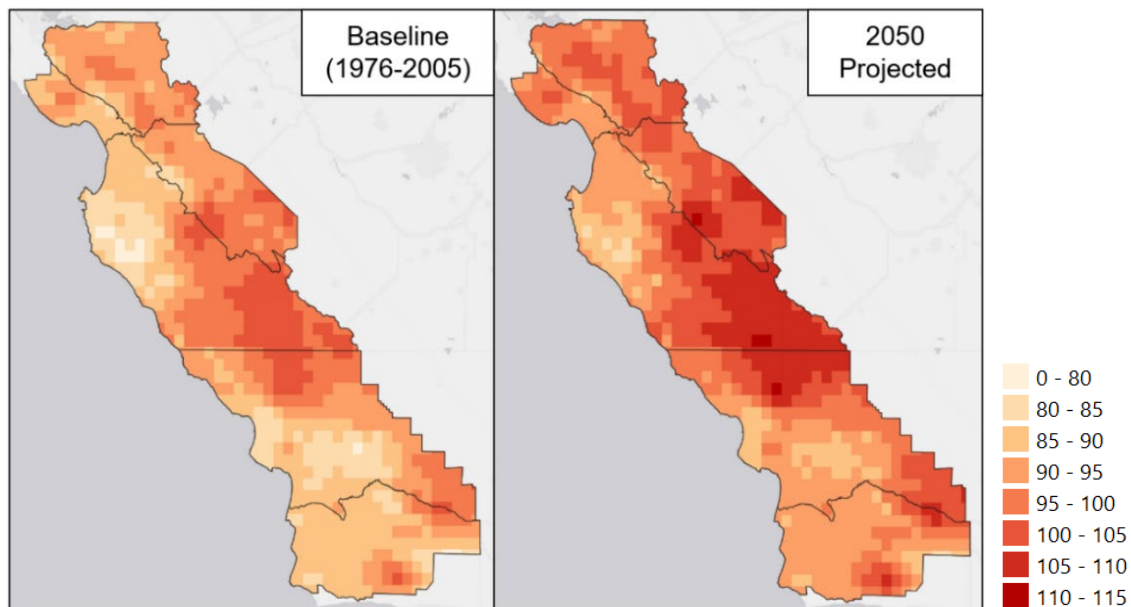 Baseline
(1976-2005)
2050
Projected
0 - 80
80 - 85
85 - 90
90 - 95
95 - 100
100 - 105
105 - 110
110 - 115